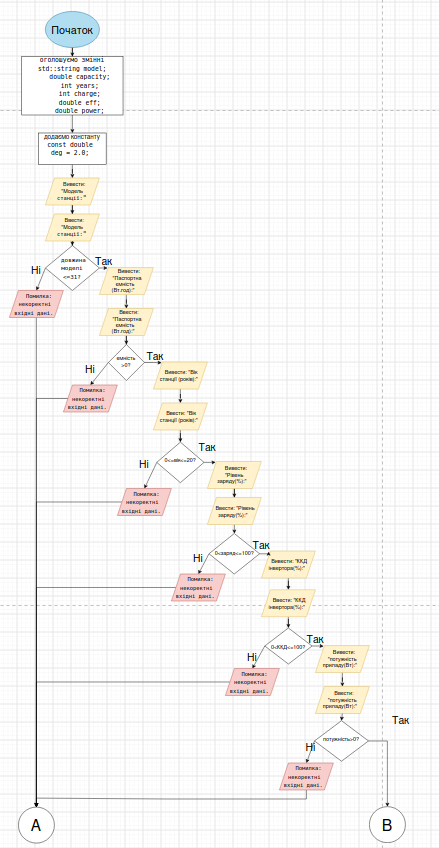 Початок
оголошуємо змінні
std::string model;
double capacity;
int years;
int charge;
double eff;
double power;
додаємо константу
const double
deg = 2.0;
Вивести:
"Модель
станції:"
Ввести:
"Модель
станції:"
довжина
моделі
<=31?
Ні
Так
Помилка:
некоректні
вхідні дані.
Вивести:
"Паспортна
ємність
(Вт.год):"
Ввести:
"Паспортна
ємність
(Вт.год):"
ємність
>0?
Ні
Так
Помилка:
некоректні
вхідні дані.
Вивести: "Вік
станції (років):"
Ввести: "Вік
станції (років):"
0<=вік<=20?
Ні
Так
Помилка:
некоректні
вхідні дані.
Вивести:
"Рівень
заряду(%):"
Ввести: "Рівень
заряду(%):"
0<заряд<=100?
Ні
Так
Помилка:
некоректні
вхідні дані.
Вивести: "ККД
інвертора(%):"
Ввести: "ККД
інвертора(%):"
0<ККД<=100?
Ні
Так
Помилка:
некоректні
вхідні дані.
Вивести:
"потужність
приладу(Вт):"
Ввести:
"потужність
приладу(Вт):"
потужність>0?
Ні
Так
Помилка:
некоректні
вхідні дані.
А
В